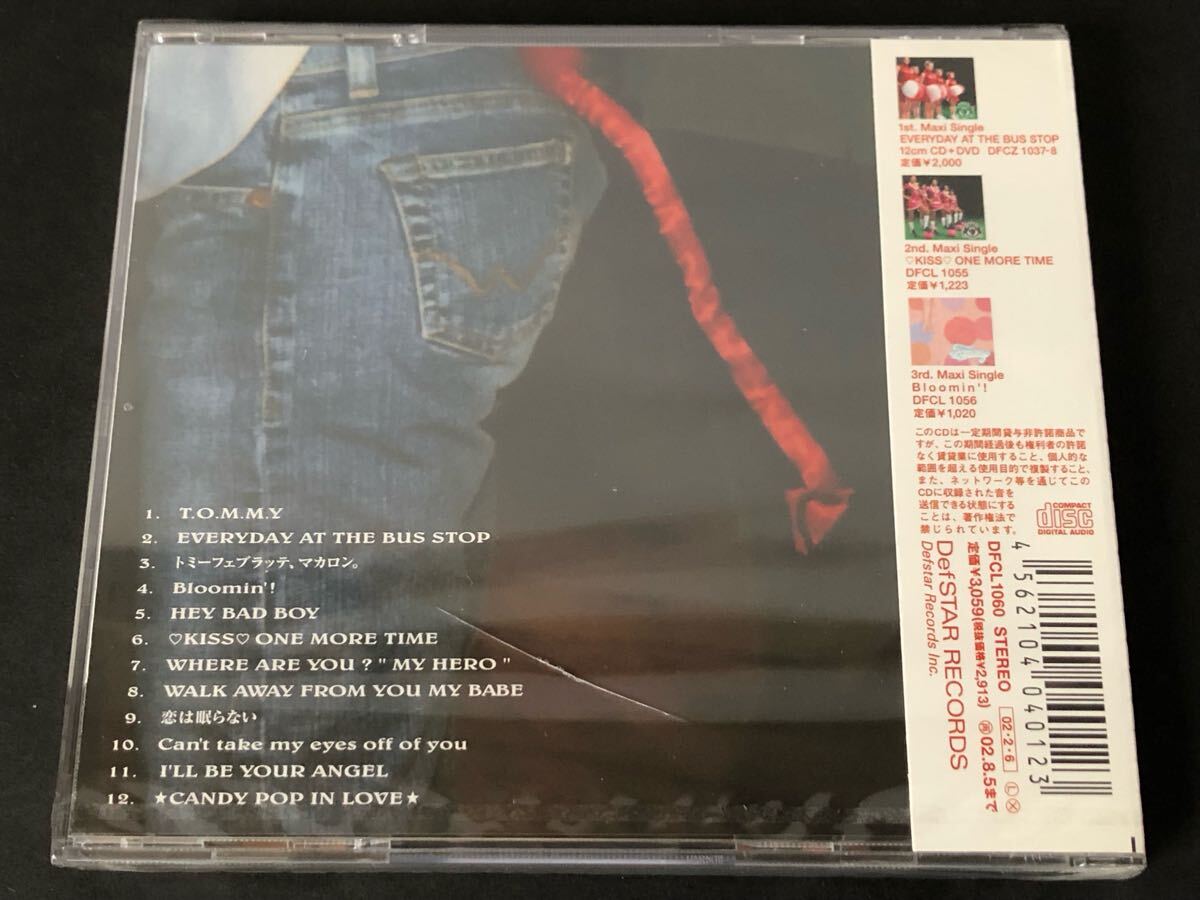 1. T.O.M.M.Y
2. EVERYDAY AT THE BUS STOP
3. トミーフェブラッテ、マカロン。
4. Bloomin'!
5. HEY BAD BOY
6. ♡KISS♡ ONE MORE TIME
7. WHERE ARE YOU ? " MY HERO "
8. WALK AWAY FROM YOU MY BABE
9. 恋は眠らない
10. Can't take my eyes off of you
11. I'LL BE YOUR ANGEL
12. ★CANDY POP IN LOVE★
1st. Maxi Single
EVERYDAY AT THE BUS STOP
12cm CD+DVD DFCZ 1037-8
定価¥2,000
2nd. Maxi Single
♡KISS♡ ONE MORE TIME
DFCL 1055
定価¥1,223
3rd. Maxi Single
Bloomin'!
DFCL 1056
定価¥1,020
このCDは一定期間貸与非許諾商品で
すが、この期間経過後も権利者の許諾
なく賃貸業に使用すること、個人的な
範囲を超える使用目的で複製すること、
また、ネットワーク等を通じてこの
CDに収録された音を
送信できる状態にする
ことは、著作権法で
禁じられています。
COMPACT
disc
DIGITAL AUDIO
4 562104 040123
DFCL1060 STEREO 02・2・6 Ⓛ Ⓧ
定価¥3,059(税抜価格¥2,913) 再 02.8.5まで
DefSTAR RECORDS
Defstar Records Inc.